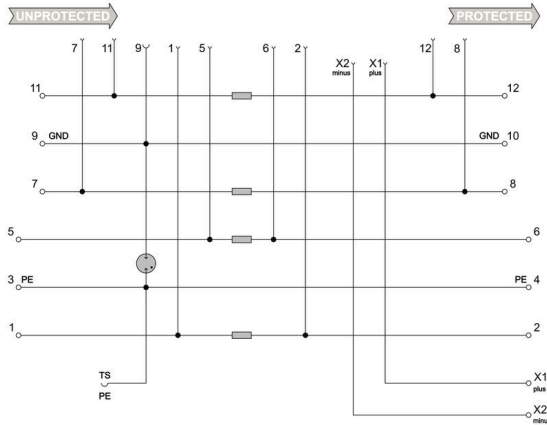 UNPROTECTED PROTECTED
7 11 9 1 5 6 2 X2 minus X1 plus 12 8
11 12
9 GND GND 10
7 8
5 6
3 PE PE 4
1 2
TS
PE
X1
plus
X2
minu